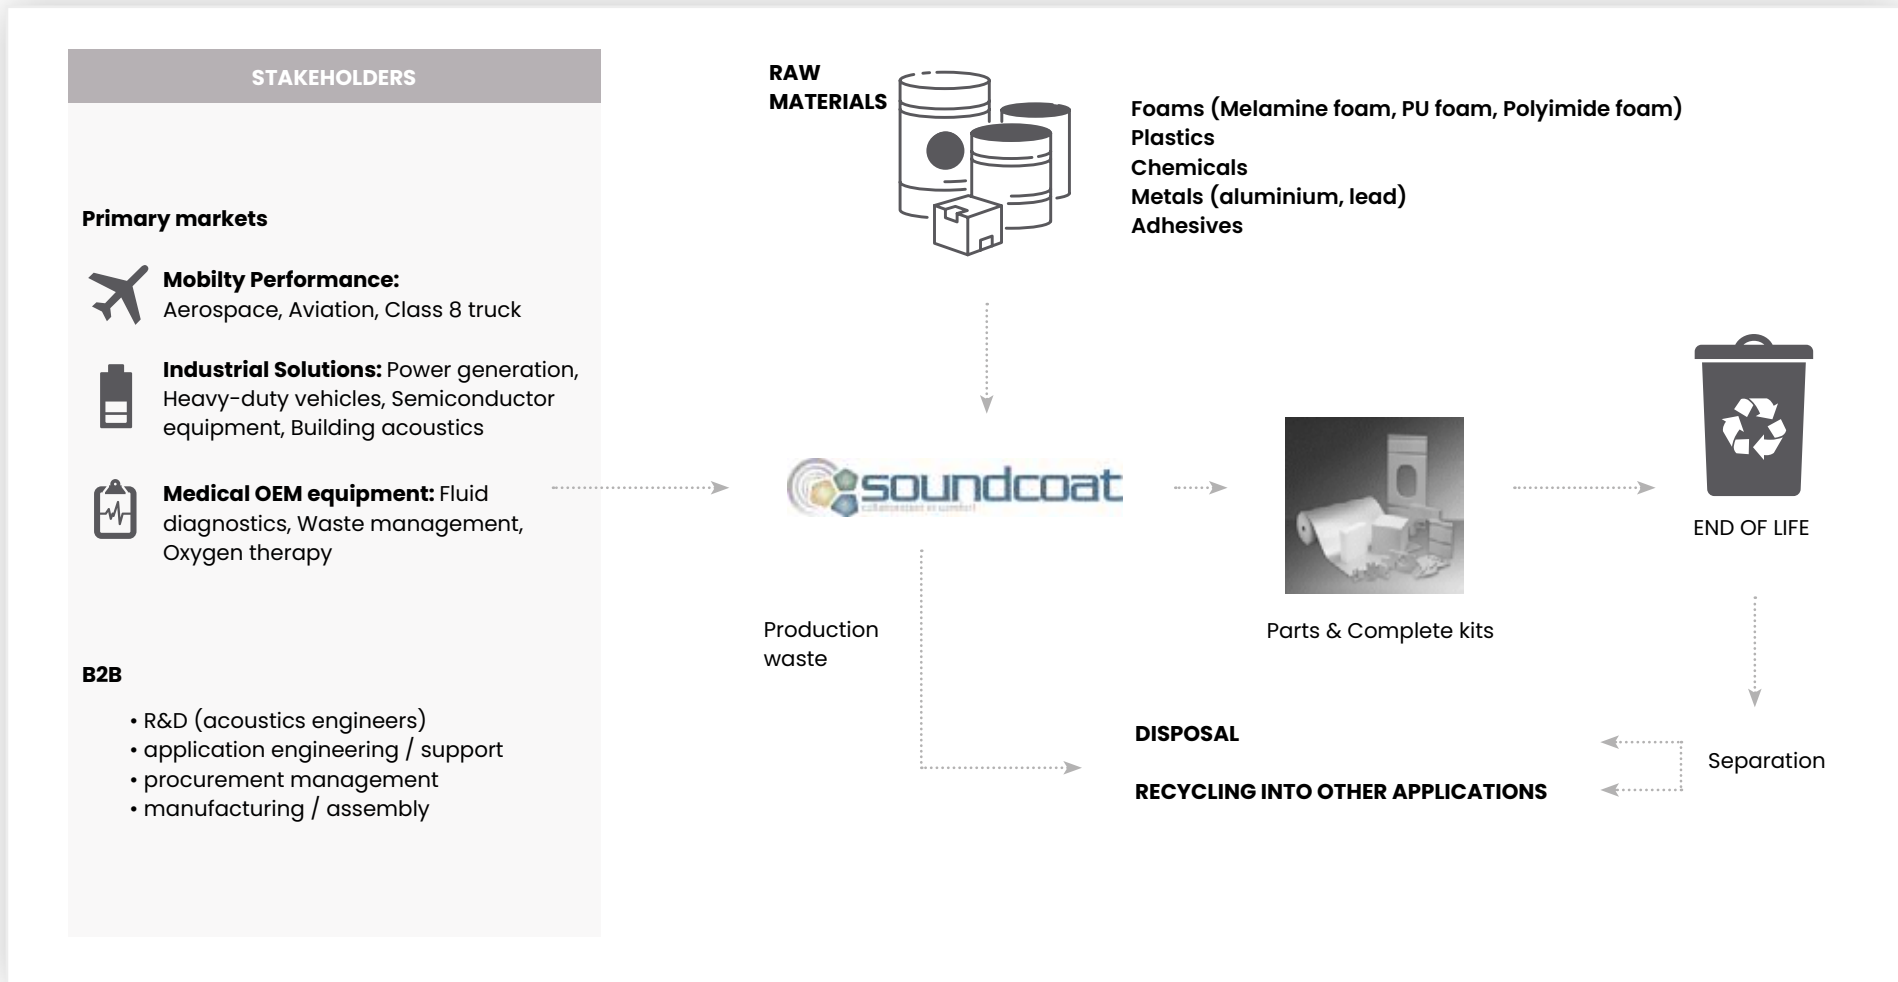 STAKEHOLDERS
Primary markets
Mobilty Performance:
Aerospace, Aviation, Class 8 truck
Industrial Solutions: Power generation,
Heavy-duty vehicles, Semiconductor
equipment, Building acoustics
Medical OEM equipment: Fluid
diagnostics, Waste management,
Oxygen therapy
B2B
• R&D (acoustics engineers)
• application engineering / support
• procurement management
• manufacturing / assembly
RAW
MATERIALS
Foams (Melamine foam, PU foam, Polyimide foam)
Plastics
Chemicals
Metals (aluminium, lead)
Adhesives
soundcoat
Parts & Complete kits
END OF LIFE
Production
waste
Separation
DISPOSAL
RECYCLING INTO OTHER APPLICATIONS